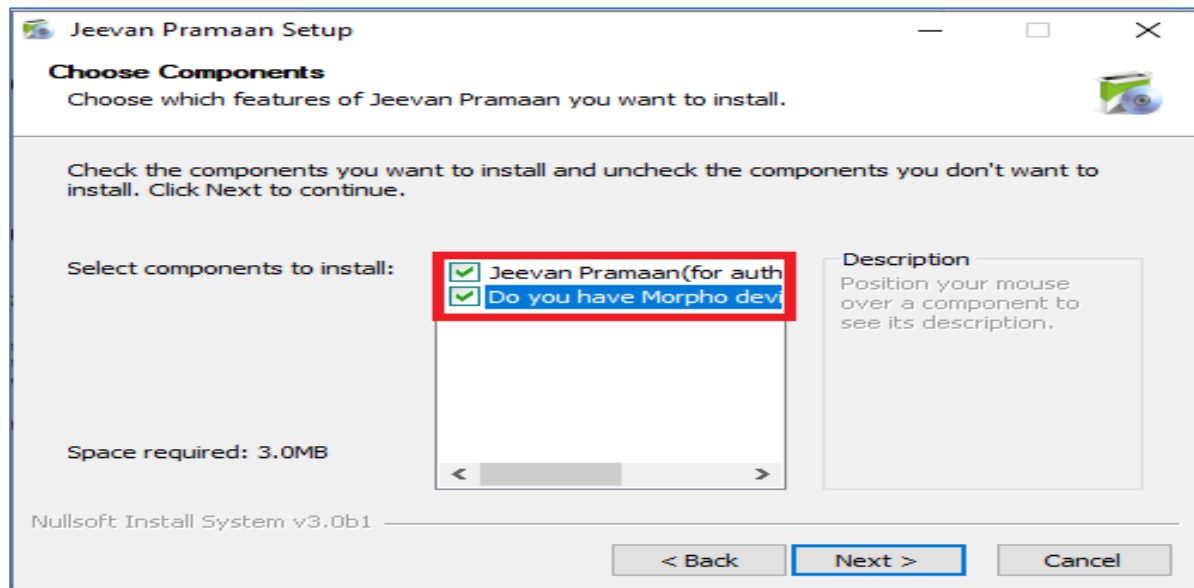 Jeevan Pramaan Setup
Choose Components
Choose which features of Jeevan Pramaan you want to install.
Check the components you want to install and uncheck the components you don't want to
install. Click Next to continue.
Select components to install:
Jeevan Pramaan(for auth
Do you have Morpho devi
Description
Position your mouse
over a component to
see its description.
Space required: 3.0MB
Nullsoft Install System v3.0b1
< Back
Next >
Cancel